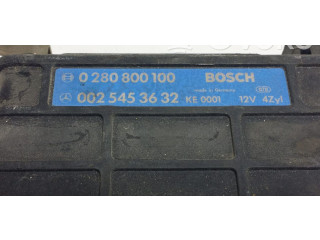 0 280 800 100 BOSCH
made in Germany
002 545 36 32 KE 0001 12V 4Zyl